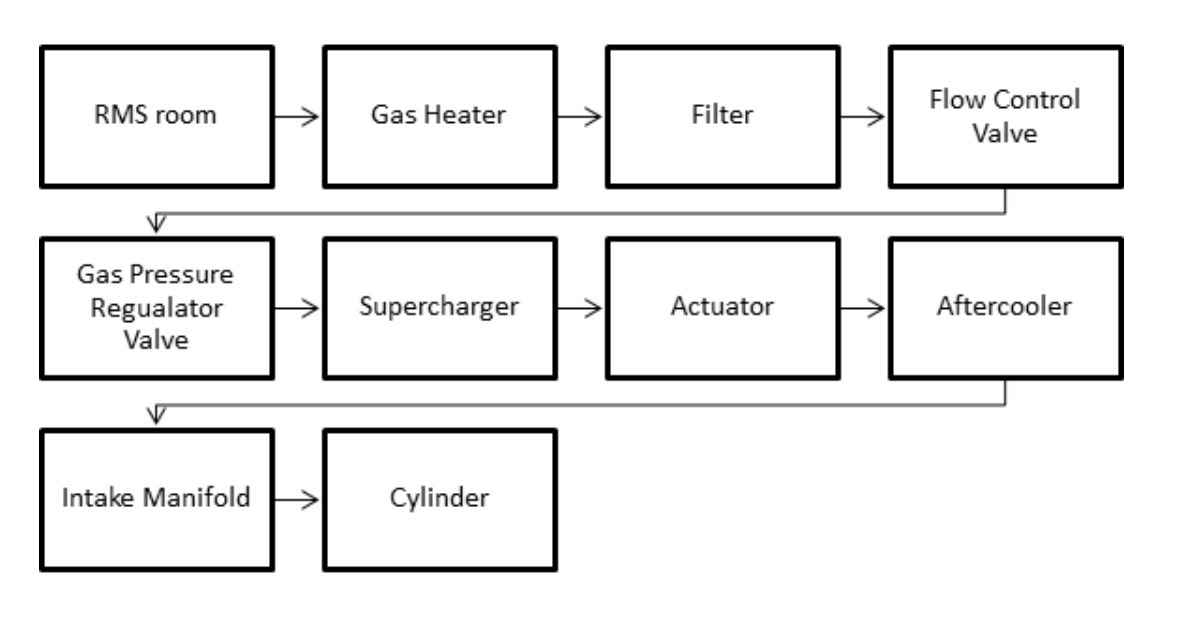 RMS room
Gas Heater
Filter
Flow Control
Valve
Gas Pressure
Regualator
Valve
Supercharger
Actuator
Aftercooler
Intake Manifold
Cylinder